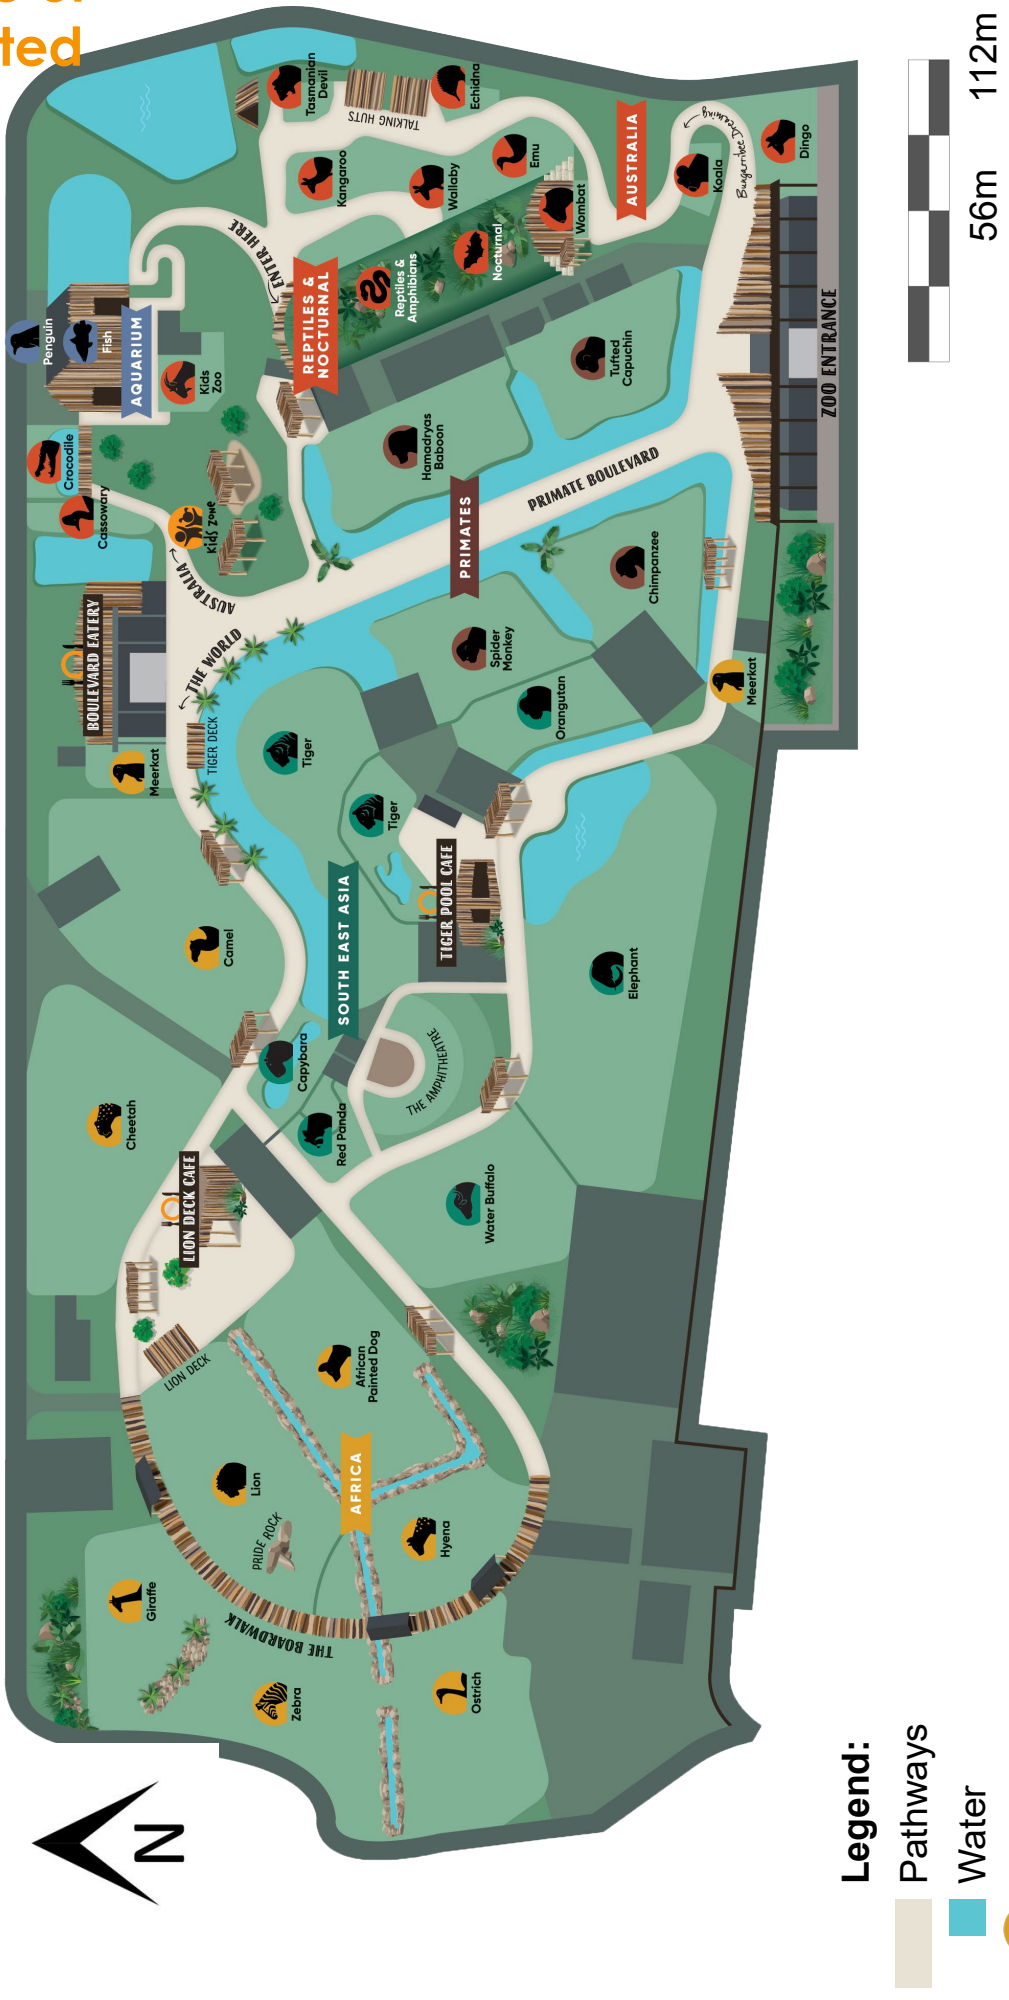 ted
Penguin
Fish
AQUARIUM
Kids
Zoo
Crocodile
Cassowary
KIDS ZONE
AUSTRALIA
THE WORLD
BOULEVARD EATERY
TIGER DECK
Meerkat
Tasmanian
Devil
TALKING HUTS
Echidna
Kangaroo
Wallaby
Emu
ENTER HERE
REPTILES &
NOCTURNAL
Reptiles &
Amphibians
Nocturnal
Wombat
AUSTRALIA
Koala
Bungarribee Dreaming
Dingo
ZOO ENTRANCE
Tufted
Capuchin
Hamadryas
Baboon
PRIMATE BOULEVARD
PRIMATES
Chimpanzee
Spider
Monkey
Orangutan
Meerkat
Tiger
Tiger
TIGER POOL CAFE
SOUTH EAST ASIA
Elephant
Camel
Capybara
THE AMPHITHEATRE
Red Panda
Water Buffalo
Cheetah
LION DECK CAFE
LION DECK
African
Painted Dog
AFRICA
Lion
PRIDE ROCK
Hyena
Giraffe
THE BOARDWALK
Zebra
Ostrich
N
56m
112m
Legend:
Pathways
Water